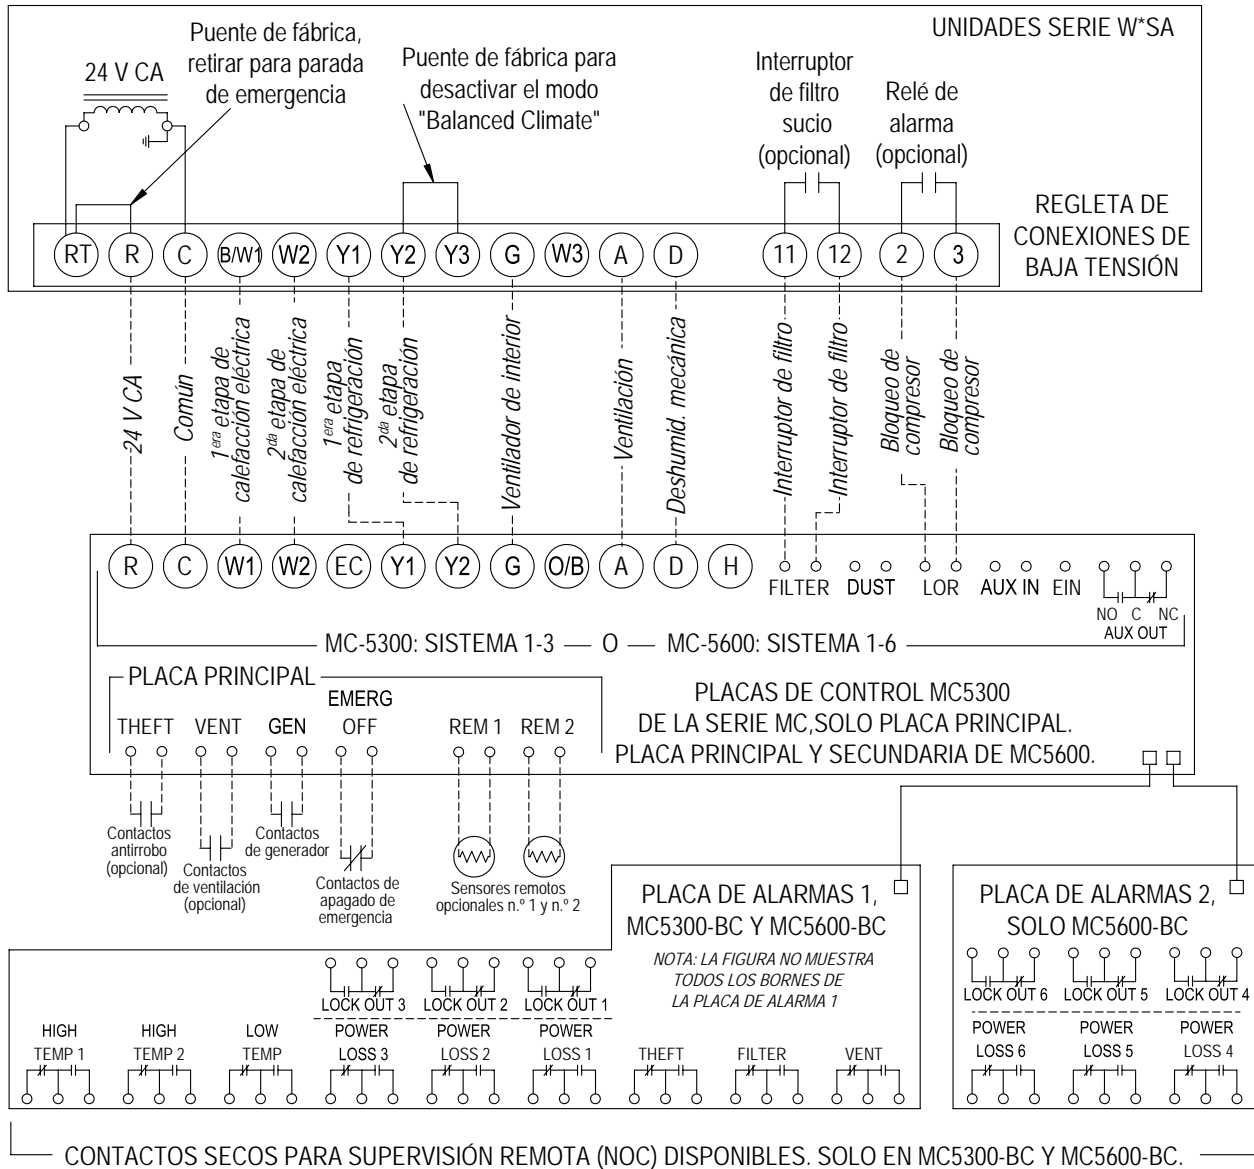 UNIDADES SERIE W*SA
Puente de fábrica,
retirar para parada
de emergencia
24 V CA
Puente de fábrica para
desactivar el modo
"Balanced Climate"
Interruptor
de filtro
sucio
(opcional)
Relé de
alarma
(opcional)
REGLETA DE
CONEXIONES DE
BAJA TENSIÓN
RT R C B/W1 W2 Y1 Y2 Y3 G W3 A D 11 12 2 3
24 V CA
Común
1era etapa de
calefacción eléctrica
2da etapa de
calefacción eléctrica
1era etapa
de refrigeración
2da etapa
de refrigeración
Ventilador de interior
Ventilación
Deshumid. mecánica
Interruptor de filtro
Interruptor de filtro
Bloqueo de
compresor
Bloqueo de
compresor
R C W1 W2 EC Y1 Y2 G O/B A D H
FILTER DUST LOR AUX IN EIN
NO C NC
AUX OUT
MC-5300: SISTEMA 1-3 O MC-5600: SISTEMA 1-6
PLACA PRINCIPAL
THEFT VENT GEN EMERG
OFF
REM 1 REM 2
PLACAS DE CONTROL MC5300
DE LA SERIE MC,SOLO PLACA PRINCIPAL.
PLACA PRINCIPAL Y SECUNDARIA DE MC5600.
Contactos
antirrobo
(opcional)
Contactos
de ventilación
(opcional)
Contactos
de generador
Contactos de
apagado de
emergencia
Sensores remotos
opcionales n.º 1 y n.º 2
PLACA DE ALARMAS 1,
MC5300-BC Y MC5600-BC
NOTA: LA FIGURA NO MUESTRA
TODOS LOS BORNES DE
LA PLACA DE ALARMA 1
LOCK OUT 3 LOCK OUT 2 LOCK OUT 1
HIGH
TEMP 1
HIGH
TEMP 2
LOW
TEMP
POWER
LOSS 3
POWER
LOSS 2
POWER
LOSS 1
THEFT
FILTER
VENT
PLACA DE ALARMAS 2,
SOLO MC5600-BC
LOCK OUT 6 LOCK OUT 5 LOCK OUT 4
POWER
LOSS 6
POWER
LOSS 5
POWER
LOSS 4
CONTACTOS SECOS PARA SUPERVISIÓN REMOTA (NOC) DISPONIBLES. SOLO EN MC5300-BC Y MC5600-BC.